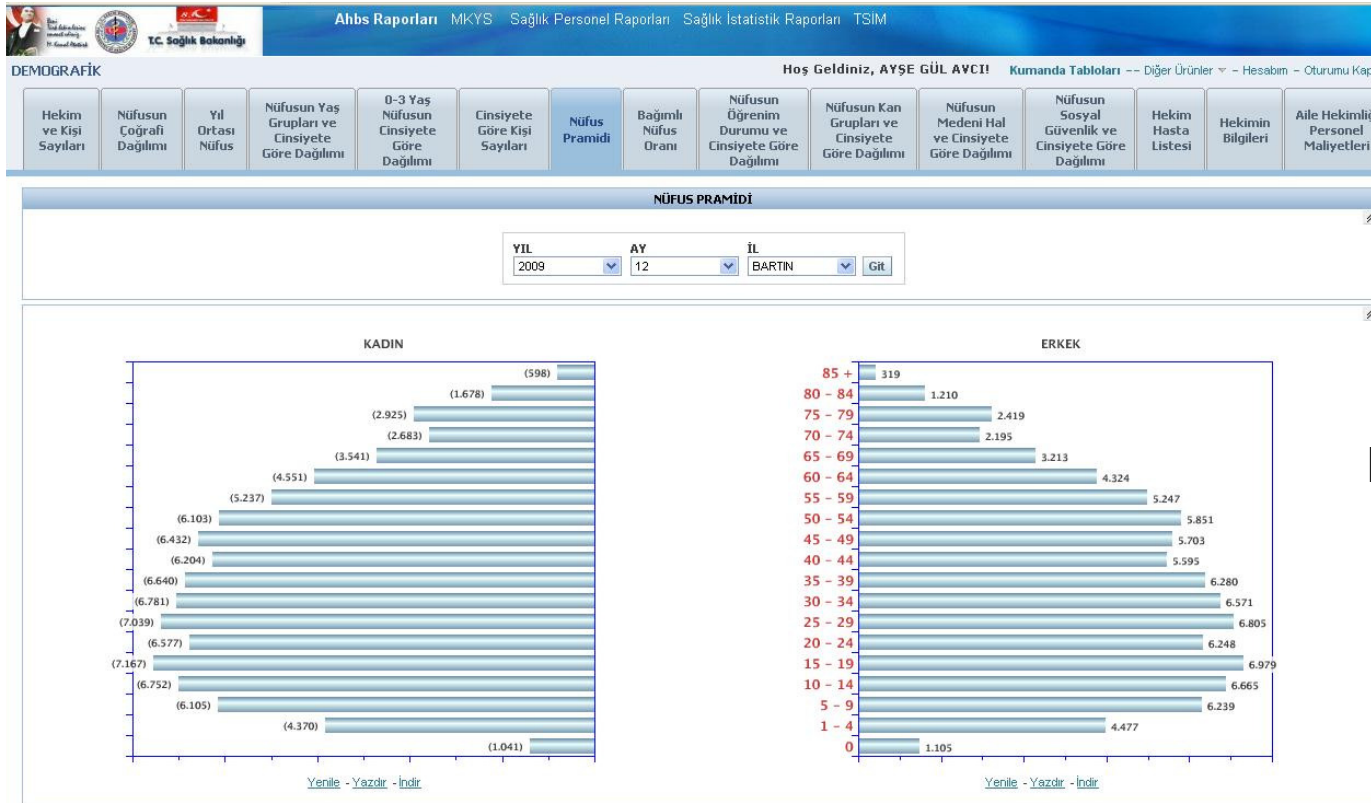 T.C. Sağlık Bakanlığı
Ahbs Raporları MKYS Sağlık Personel Raporları Sağlık İstatistik Raporları TSİM
DEMOGRAFİK
Hoş Geldiniz, AYŞE GÜL AVCI! Kumanda Tabloları -- Diğer Ürünler - Hesabım - Oturumu Kap
Hekim ve Kişi Sayıları
Nüfusun Coğrafi Dağılımı
Yıl Ortası Nüfus
Nüfusun Yaş Grupları ve Cinsiyete Göre Dağılımı
0-3 Yaş Nüfusun Cinsiyete Göre Dağılımı
Cinsiyete Göre Kişi Sayıları
Nüfus Pramidi
Bağımlı Nüfus Oranı
Nüfusun Öğrenim Durumu ve Cinsiyete Göre Dağılımı
Nüfusun Kan Grupları ve Cinsiyete Göre Dağılımı
Nüfusun Medeni Hal ve Cinsiyete Göre Dağılımı
Nüfusun Sosyal Güvenlik ve Cinsiyete Göre Dağılımı
Hekim Hasta Listesi
Hekimin Bilgileri
Aile Hekimliğ Personel Maliyetleri
NÜFUS PRAMİDİ
YIL AY İL
2009 12 BARTIN Git
KADIN ERKEK
(598) 85 + 319
(1.678) 80 - 84 1.210
(2.925) 75 - 79 2.419
(2.683) 70 - 74 2.195
(3.541) 65 - 69 3.213
(4.551) 60 - 64 4.324
(5.237) 55 - 59 5.247
(6.103) 50 - 54 5.851
(6.432) 45 - 49 5.703
(6.204) 40 - 44 5.595
(6.640) 35 - 39 6.280
(6.781) 30 - 34 6.571
(7.039) 25 - 29 6.805
(6.577) 20 - 24 6.248
(7.167) 15 - 19 6.979
(6.752) 10 - 14 6.665
(6.105) 5 - 9 6.239
(4.370) 1 - 4 4.477
(1.041) 0 1.105
Yenile - Yazdır - İndir Yenile - Yazdır - İndir